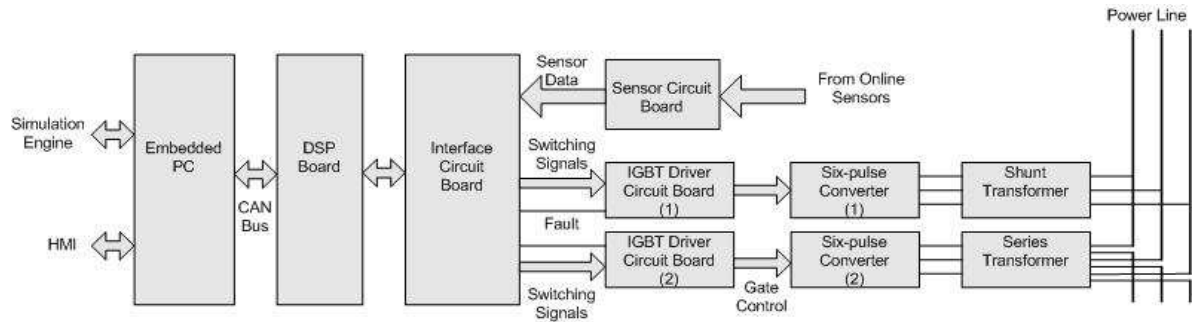 Power Line
Simulation
Engine
HMI
Embedded
PC
CAN
Bus
DSP
Board
Interface
Circuit
Board
Sensor
Data
Sensor Circuit
Board
From Online
Sensors
Switching
Signals
IGBT Driver
Circuit Board
(1)
Six-pulse
Converter
(1)
Shunt
Transformer
Fault
IGBT Driver
Circuit Board
(2)
Six-pulse
Converter
(2)
Series
Transformer
Switching
Signals
Gate
Control